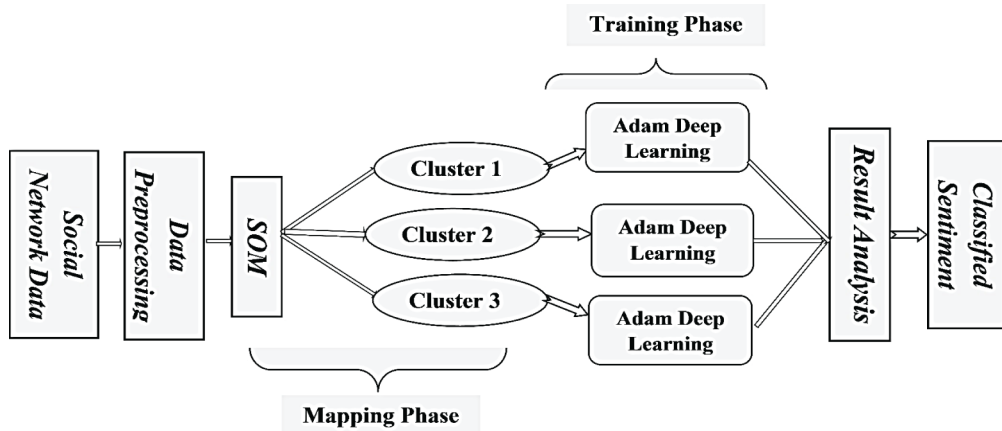 Training Phase
Social
Network Data
Data
Preprocessing
SOM
Cluster 1
Cluster 2
Cluster 3
Adam Deep
Learning
Adam Deep
Learning
Adam Deep
Learning
Result Analysis
Classified
Sentiment
Mapping Phase